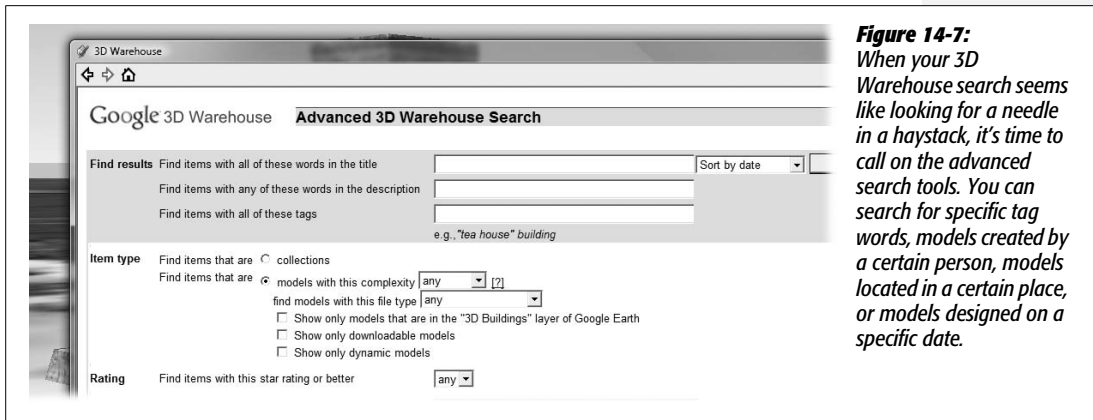 3D Warehouse
Google 3D Warehouse Advanced 3D Warehouse Search
Find results Find items with all of these words in the title Sort by date
Find items with any of these words in the description
Find items with all of these tags
e.g.,"tea house" building
Item type Find items that are collections
Find items that are models with this complexity any [?]
find models with this file type any
Show only models that are in the "3D Buildings" layer of Google Earth
Show only downloadable models
Show only dynamic models
Rating Find items with this star rating or better any
Figure 14-7:
When your 3D
Warehouse search seems
like looking for a needle
in a haystack, it's time to
call on the advanced
search tools. You can
search for specific tag
words, models created by
a certain person, models
located in a certain place,
or models designed on a
specific date.